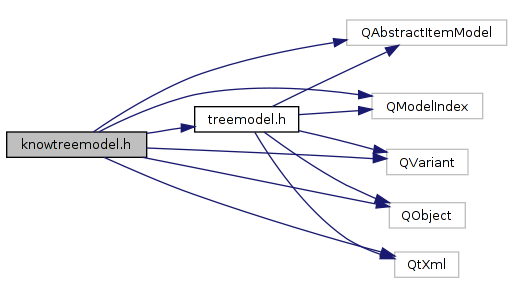 QAbstractItemModel
QModelIndex
treemodel.h
knowtreemodel.h
QVariant
QObject
QtXml